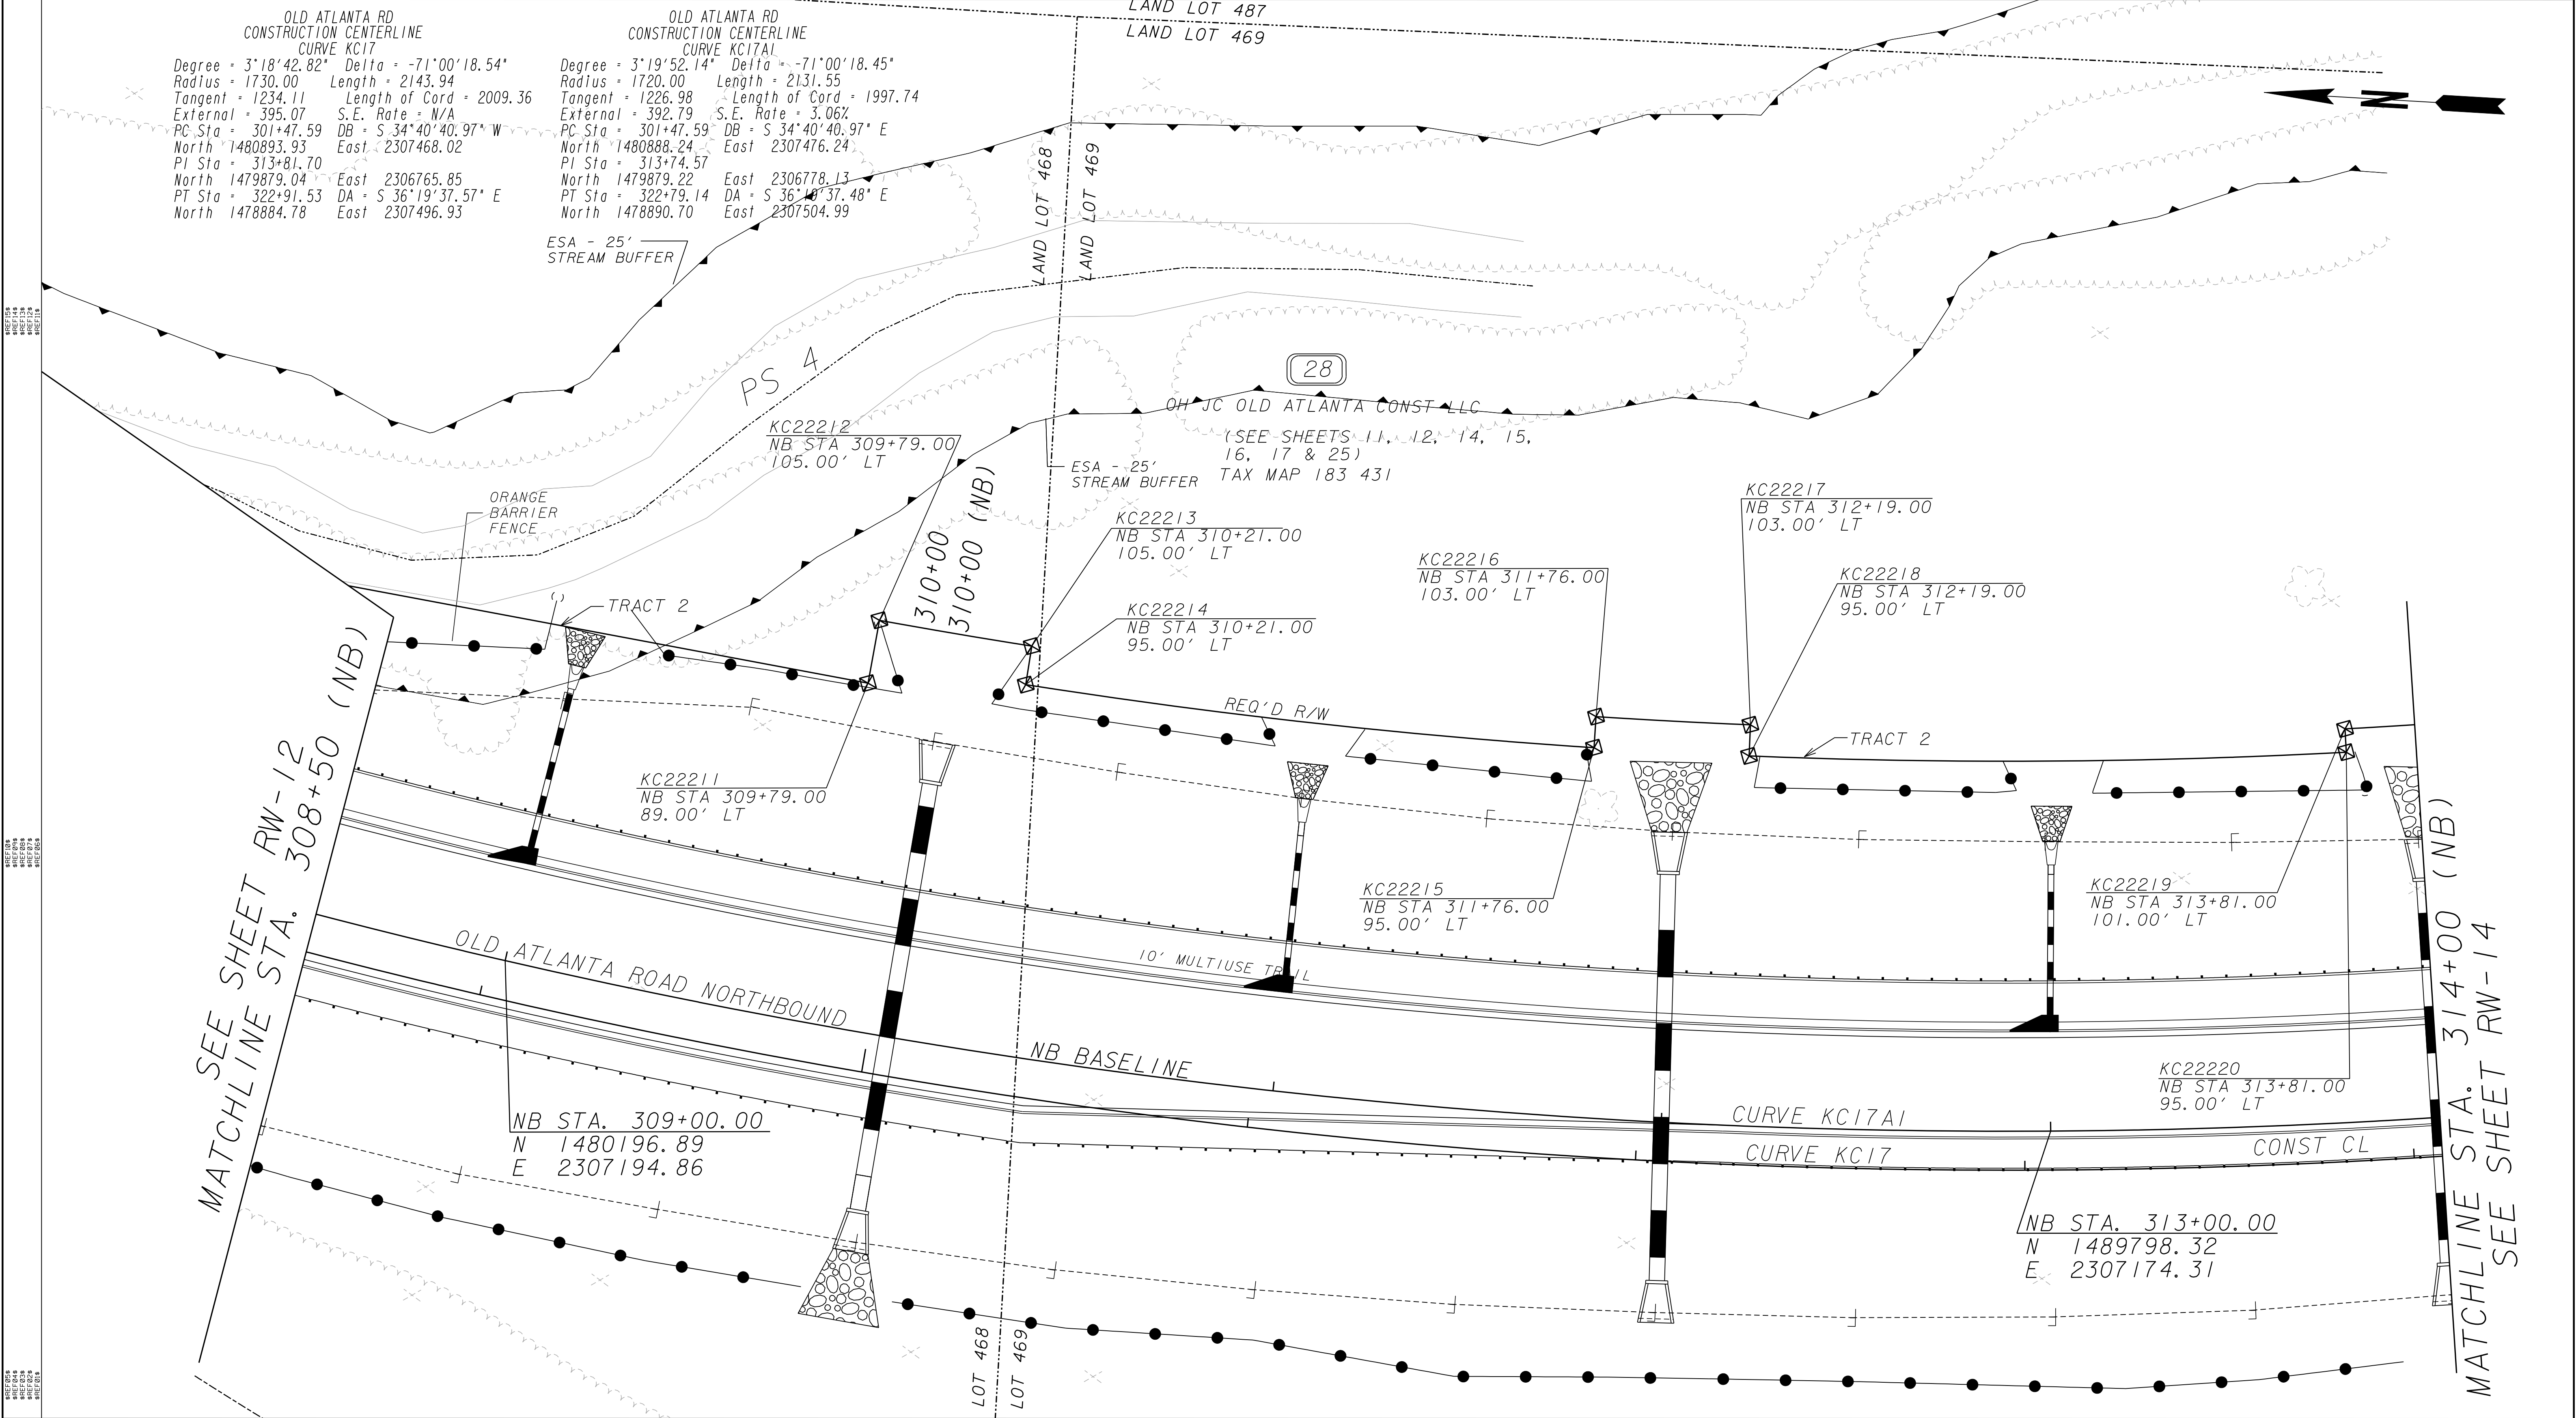 LAND LOT 487
LAND LOT 469
OLD ATLANTA RD
CONSTRUCTION CENTERLINE
CURVE KC17
Degree = 3°18'42.82" Delta = -71°00'18.54"
Radius = 1730.00 Length = 2143.94
Tangent = 1234.11 Length of Cord = 2009.36
External = 395.07 S.E. Rate = N/A
PC Sta = 301+47.59 DB = S 34°40'40.97" W
North 1480893.93 East 2307468.02
PI Sta = 313+81.70
North 1479879.04 East 2306765.85
PT Sta = 322+91.53 DA = S 36°19'37.57" E
North 1478884.78 East 2307496.93
OLD ATLANTA RD
CONSTRUCTION CENTERLINE
CURVE KC17A1
Degree = 3°19'52.14" Delta = -71°00'18.45"
Radius = 1720.00 Length = 2131.55
Tangent = 1226.98 Length of Cord = 1997.74
External = 392.79 S.E. Rate = 3.06%
PC Sta = 301+47.59 DB = S 34°40'40.97" E
North 1480888.24 East 2307476.24
PI Sta = 313+74.57
North 1479879.22 East 2306778.13
PT Sta = 322+79.14 DA = S 36°19'37.48" E
North 1478890.70 East 2307504.99
N
LAND LOT 468
LAND LOT 469
ESA - 25'
STREAM BUFFER
PS 4
28
OH JC OLD ATLANTA CONST LLC
(SEE SHEETS 11, 12, 14, 15,
16, 17 & 25)
TAX MAP 183 431
ESA - 25'
STREAM BUFFER
KC22212
NB STA 309+79.00
105.00' LT
ORANGE
BARRIER
FENCE
310+00
310+00 (NB)
KC22213
NB STA 310+21.00
105.00' LT
KC22214
NB STA 310+21.00
95.00' LT
KC22216
NB STA 311+76.00
103.00' LT
KC22217
NB STA 312+19.00
103.00' LT
KC22218
NB STA 312+19.00
95.00' LT
TRACT 2
REQ'D R/W
TRACT 2
KC22211
NB STA 309+79.00
89.00' LT
KC22215
NB STA 311+76.00
95.00' LT
KC22219
NB STA 313+81.00
101.00' LT
KC22220
NB STA 313+81.00
95.00' LT
SEE SHEET RW-12
MATCHLINE STA. 308+50 (NB)
OLD ATLANTA ROAD NORTHBOUND
10' MULTIUSE TRAIL
NB BASELINE
CURVE KC17A1
CURVE KC17
CONST CL
NB STA. 309+00.00
N 1480196.89
E 2307194.86
NB STA. 313+00.00
N 1489798.32
E 2307174.31
MATCHLINE STA. 314+00 (NB)
SEE SHEET RW-14
LOT 468
LOT 469
$REF15$
$REF14$
$REF13$
$REF12$
$REF11$
$REF10$
$REF09$
$REF08$
$REF07$
$REF06$
$REF05$
$REF04$
$REF03$
$REF02$
$REF01$